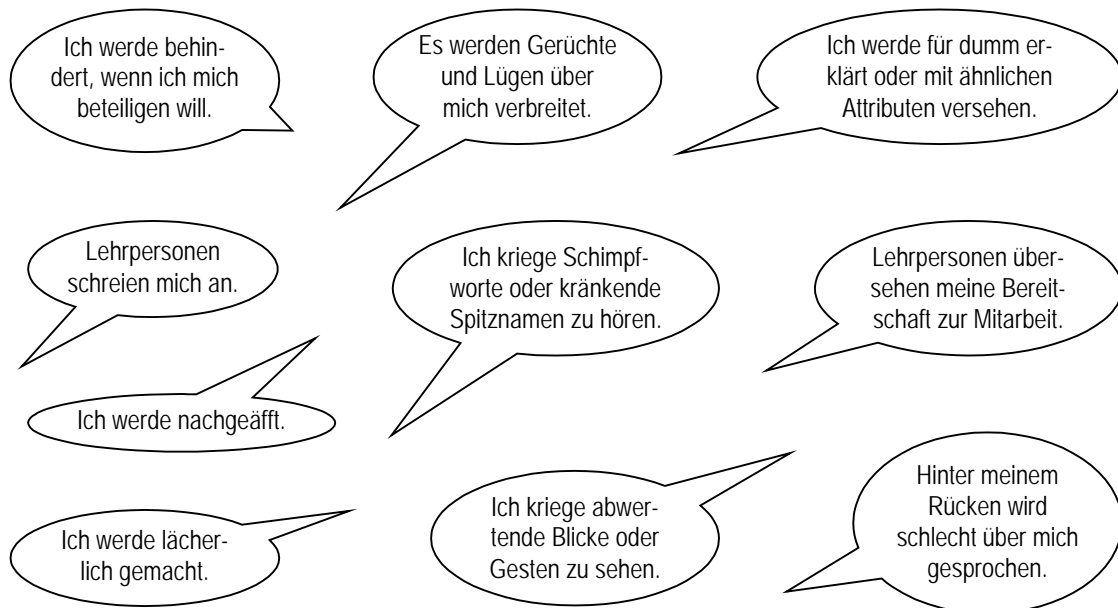 Ich werde behin-
dert, wenn ich mich
beteiligen will.
Es werden Gerüchte
und Lügen über
mich verbreitet.
Ich werde für dumm er-
klärt oder mit ähnlichen
Attributen versehen.
Lehrpersonen
schreien mich an.
Ich kriege Schimpf-
worte oder kränkende
Spitznamen zu hören.
Lehrpersonen über-
sehen meine Bereit-
schaft zur Mitarbeit.
Ich werde nachgeäfft.
Ich werde lächer-
lich gemacht.
Ich kriege abwer-
tende Blicke oder
Gesten zu sehen.
Hinter meinem
Rücken wird
schlecht über mich
gesprochen.